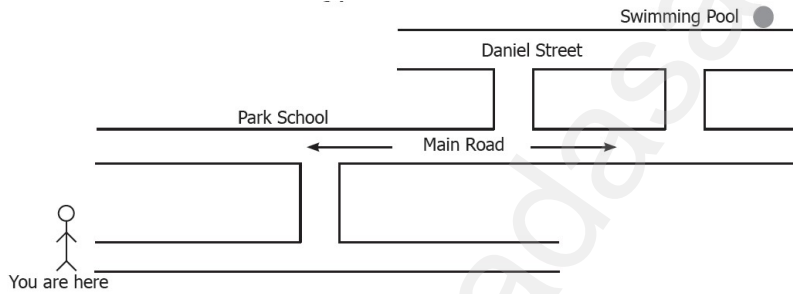 Swimming Pool
Daniel Street
Park School
Main Road
You are here